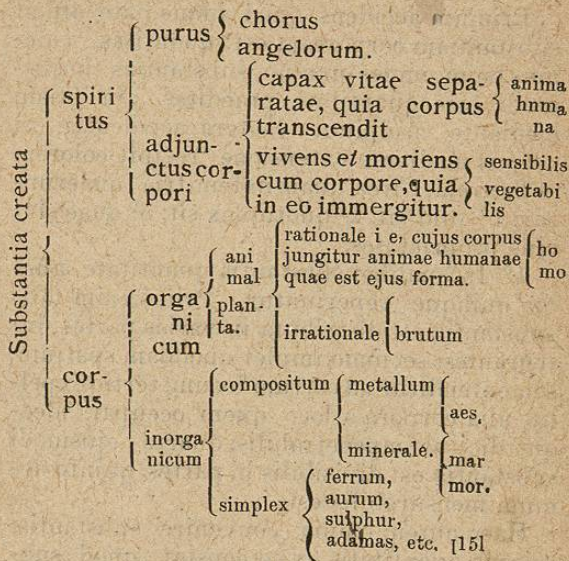 Substantia creata
spiri
tus
purus
chorus
angelorum.
adjun-
ctus cor-
pori
capax vitae sepa-
ratae, quia corpus
transcendit
anima
hnma
na
vivens et moriens
cum corpore, quia
in eo immergitur.
sensibilis
vegetabi
lis
cor-
pus
orga
ni
cum
ani
mal
rationale i e, cujus corpus
jungitur animae humanae
quae est ejus forma.
ho
mo
irrationale
brutum
plan-
ta.
inorga
nicum
compositum
metallum
aes,
minerale.
mar
mor.
simplex
ferrum,
aurum,
sulphur,
adamas, etc. [151